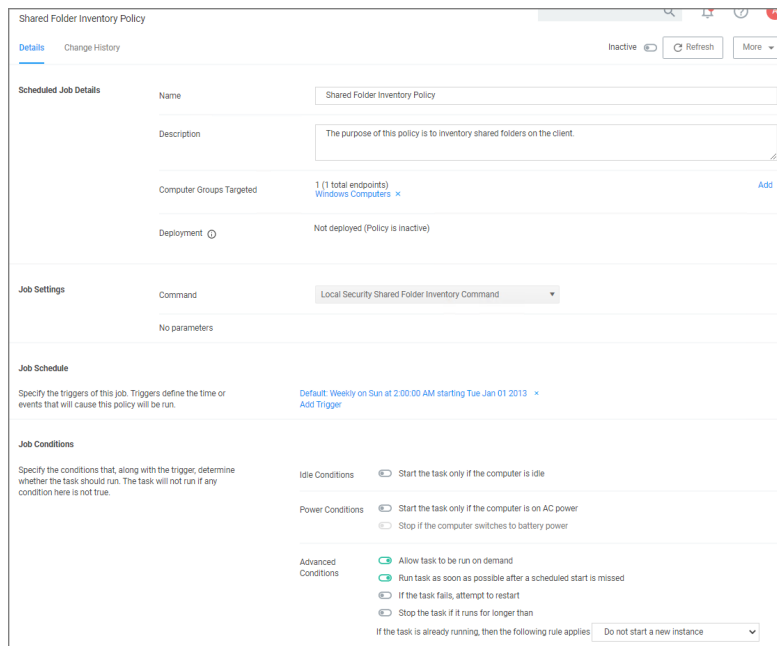 Shared Folder Inventory Policy
Details Change History Inactive Refresh More
Scheduled Job Details
Name Shared Folder Inventory Policy
Description The purpose of this policy is to inventory shared folders on the client.
Computer Groups Targeted 1 (1 total endpoints) Add
Windows Computers ×
Deployment Not deployed (Policy is inactive)
Job Settings
Command Local Security Shared Folder Inventory Command
No parameters
Job Schedule
Specify the triggers of this job. Triggers define the time or
events that will cause this policy will be run.
Default: Weekly on Sun at 2:00:00 AM starting Tue Jan 01 2013 ×
Add Trigger
Job Conditions
Specify the conditions that, along with the trigger, determine
whether the task should run. The task will not run if any
condition here is not true.
Idle Conditions Start the task only if the computer is idle
Power Conditions Start the task only if the computer is on AC power
Stop if the computer switches to battery power
Advanced
Conditions
Allow task to be run on demand
Run task as soon as possible after a scheduled start is missed
If the task fails, attempt to restart
Stop the task if it runs for longer than
If the task is already running, then the following rule applies Do not start a new instance